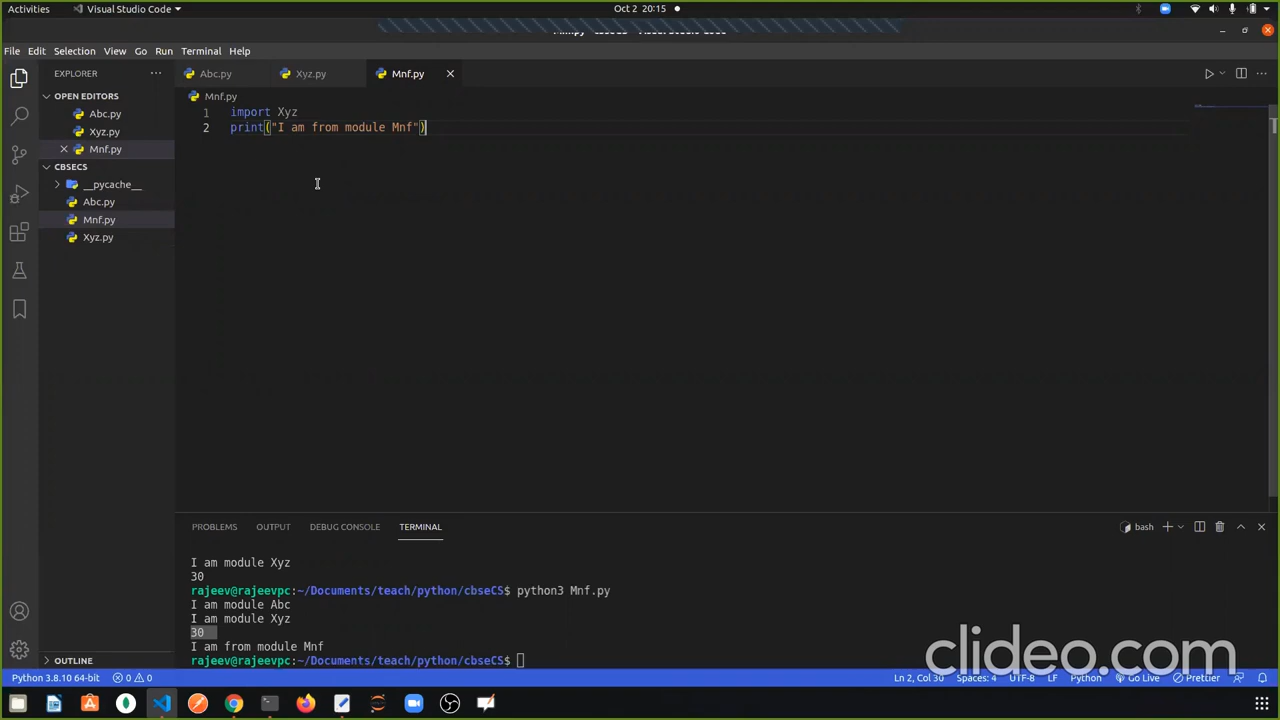 Activities
Visual Studio Code
Oct 2 20:15
File Edit Selection View Go Run Terminal Help
EXPLORER
Abc.py
Xyz.py
Mnf.py
OPEN EDITORS
Abc.py
Xyz.py
Mnf.py
CBSECS
__pycache__
Abc.py
Mnf.py
Xyz.py
Mnf.py
1 import Xyz
2 print("I am from module Mnf")
PROBLEMS OUTPUT DEBUG CONSOLE TERMINAL
bash
I am module Xyz
30
rajeev@rajeevpc:~/Documents/teach/python/cbseCS$ python3 Mnf.py
I am module Abc
I am module Xyz
30
I am from module Mnf
rajeev@rajeevpc:~/Documents/teach/python/cbseCS$
OUTLINE
clideo.com
Python 3.8.10 64-bit
0 0
Ln 2, Col 30 Spaces: 4 UTF-8 LF Python Go Live Prettier